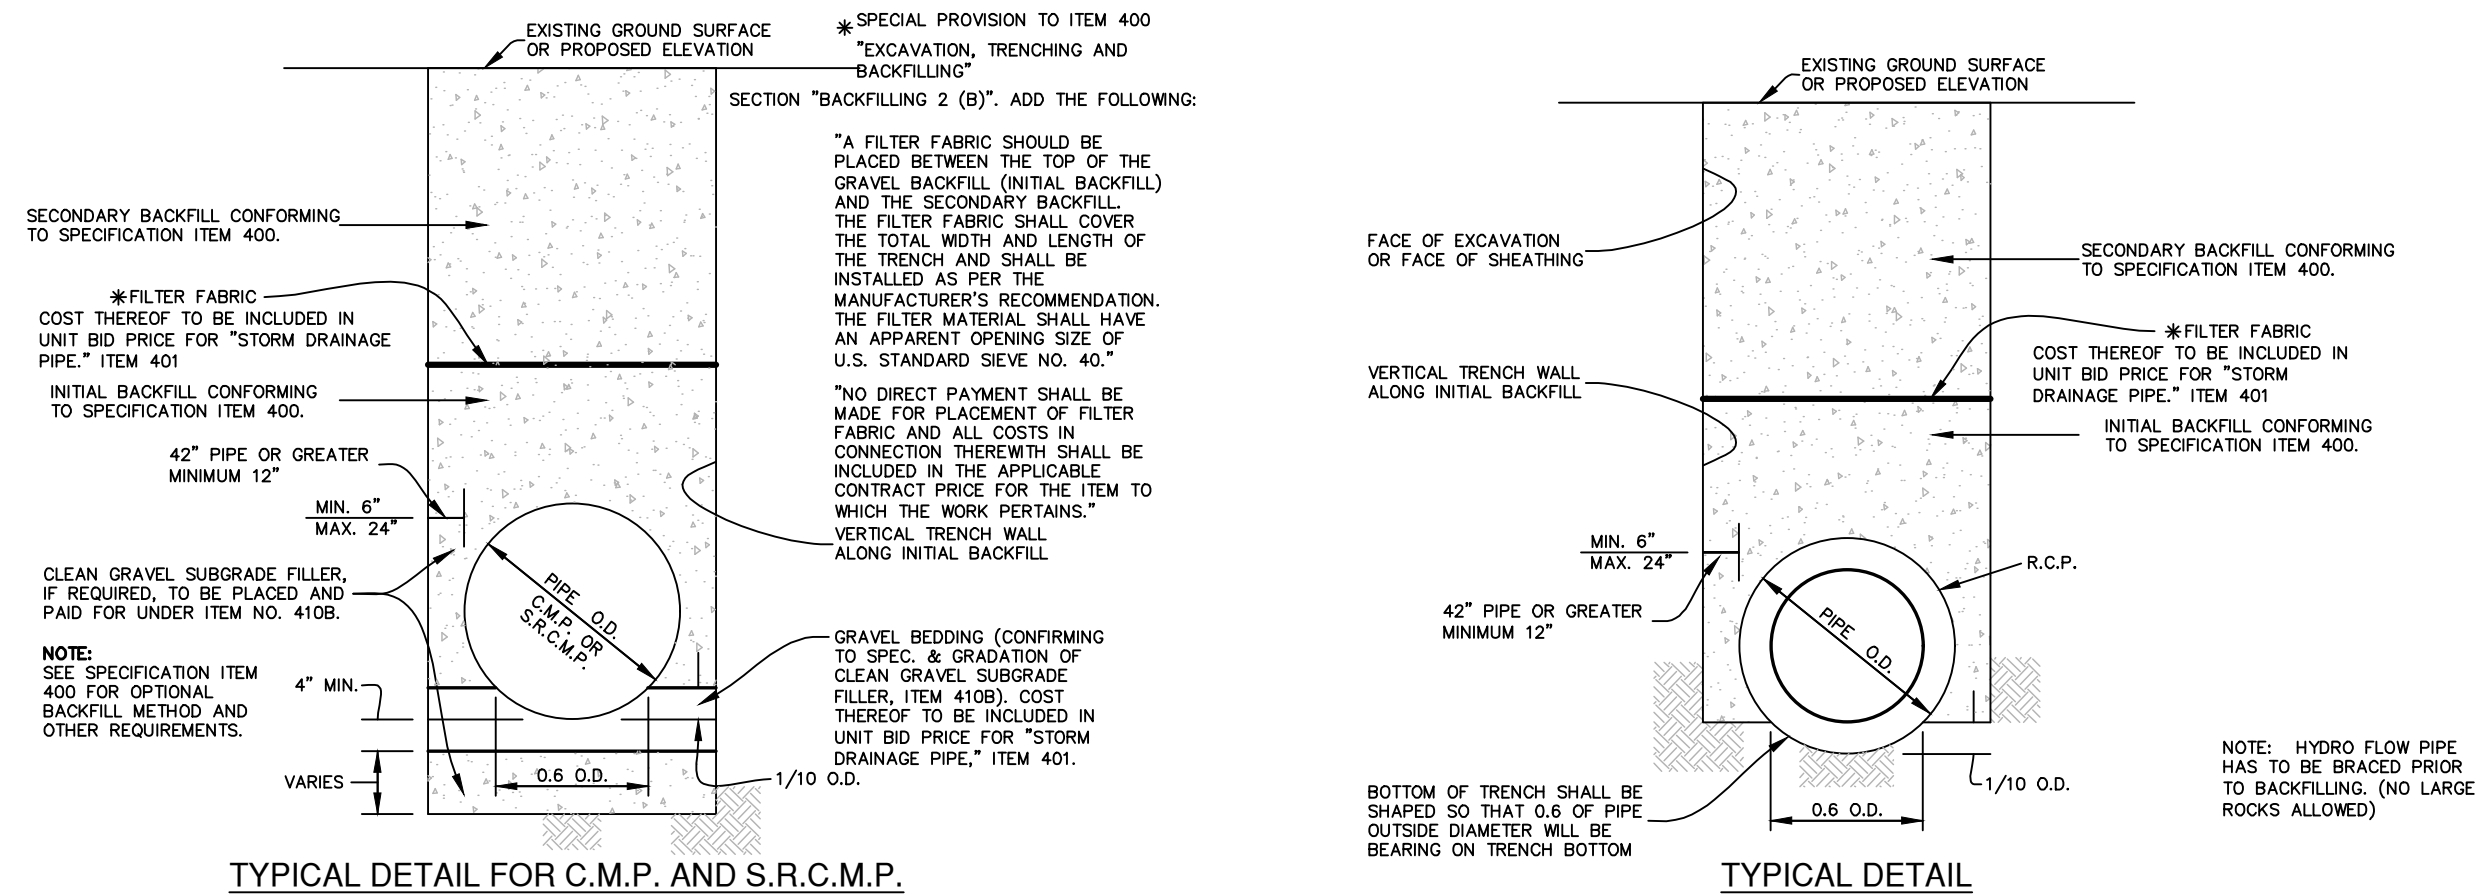 EXISTING GROUND SURFACE
OR PROPOSED ELEVATION
* SPECIAL PROVISION TO ITEM 400
"EXCAVATION, TRENCHING AND
BACKFILLING"
SECTION "BACKFILLING 2 (B)". ADD THE FOLLOWING:
"A FILTER FABRIC SHOULD BE
PLACED BETWEEN THE TOP OF THE
GRAVEL BACKFILL (INITIAL BACKFILL)
AND THE SECONDARY BACKFILL.
THE FILTER FABRIC SHALL COVER
THE TOTAL WIDTH AND LENGTH OF
THE TRENCH AND SHALL BE
INSTALLED AS PER THE
MANUFACTURER'S RECOMMENDATION.
THE FILTER MATERIAL SHALL HAVE
AN APPARENT OPENING SIZE OF
U.S. STANDARD SIEVE NO. 40."
"NO DIRECT PAYMENT SHALL BE
MADE FOR PLACEMENT OF FILTER
FABRIC AND ALL COSTS IN
CONNECTION THEREWITH SHALL BE
INCLUDED IN THE APPLICABLE
CONTRACT PRICE FOR THE ITEM TO
WHICH THE WORK PERTAINS."
VERTICAL TRENCH WALL
ALONG INITIAL BACKFILL
SECONDARY BACKFILL CONFORMING
TO SPECIFICATION ITEM 400.
*FILTER FABRIC
COST THEREOF TO BE INCLUDED IN
UNIT BID PRICE FOR "STORM DRAINAGE
PIPE." ITEM 401
INITIAL BACKFILL CONFORMING
TO SPECIFICATION ITEM 400.
42" PIPE OR GREATER
MINIMUM 12"
MIN. 6"
MAX. 24"
CLEAN GRAVEL SUBGRADE FILLER,
IF REQUIRED, TO BE PLACED AND
PAID FOR UNDER ITEM NO. 410B.
NOTE:
SEE SPECIFICATION ITEM
400 FOR OPTIONAL
BACKFILL METHOD AND
OTHER REQUIREMENTS.
4" MIN.
VARIES
PIPE O.D.
C.M.P. OR
S.R.C.M.P.
0.6 O.D.
GRAVEL BEDDING (CONFIRMING
TO SPEC. & GRADATION OF
CLEAN GRAVEL SUBGRADE
FILLER, ITEM 410B). COST
THEREOF TO BE INCLUDED IN
UNIT BID PRICE FOR "STORM
DRAINAGE PIPE," ITEM 401.
1/10 O.D.
TYPICAL DETAIL FOR C.M.P. AND S.R.C.M.P.
EXISTING GROUND SURFACE
OR PROPOSED ELEVATION
FACE OF EXCAVATION
OR FACE OF SHEATHING
SECONDARY BACKFILL CONFORMING
TO SPECIFICATION ITEM 400.
*FILTER FABRIC
COST THEREOF TO BE INCLUDED IN
UNIT BID PRICE FOR "STORM
DRAINAGE PIPE." ITEM 401
VERTICAL TRENCH WALL
ALONG INITIAL BACKFILL
INITIAL BACKFILL CONFORMING
TO SPECIFICATION ITEM 400.
MIN. 6"
MAX. 24"
42" PIPE OR GREATER
MINIMUM 12"
R.C.P.
PIPE O.D.
BOTTOM OF TRENCH SHALL BE
SHAPED SO THAT 0.6 OF PIPE
OUTSIDE DIAMETER WILL BE
BEARING ON TRENCH BOTTOM
0.6 O.D.
1/10 O.D.
NOTE: HYDRO FLOW PIPE
HAS TO BE BRACED PRIOR
TO BACKFILLING. (NO LARGE
ROCKS ALLOWED)
TYPICAL DETAIL